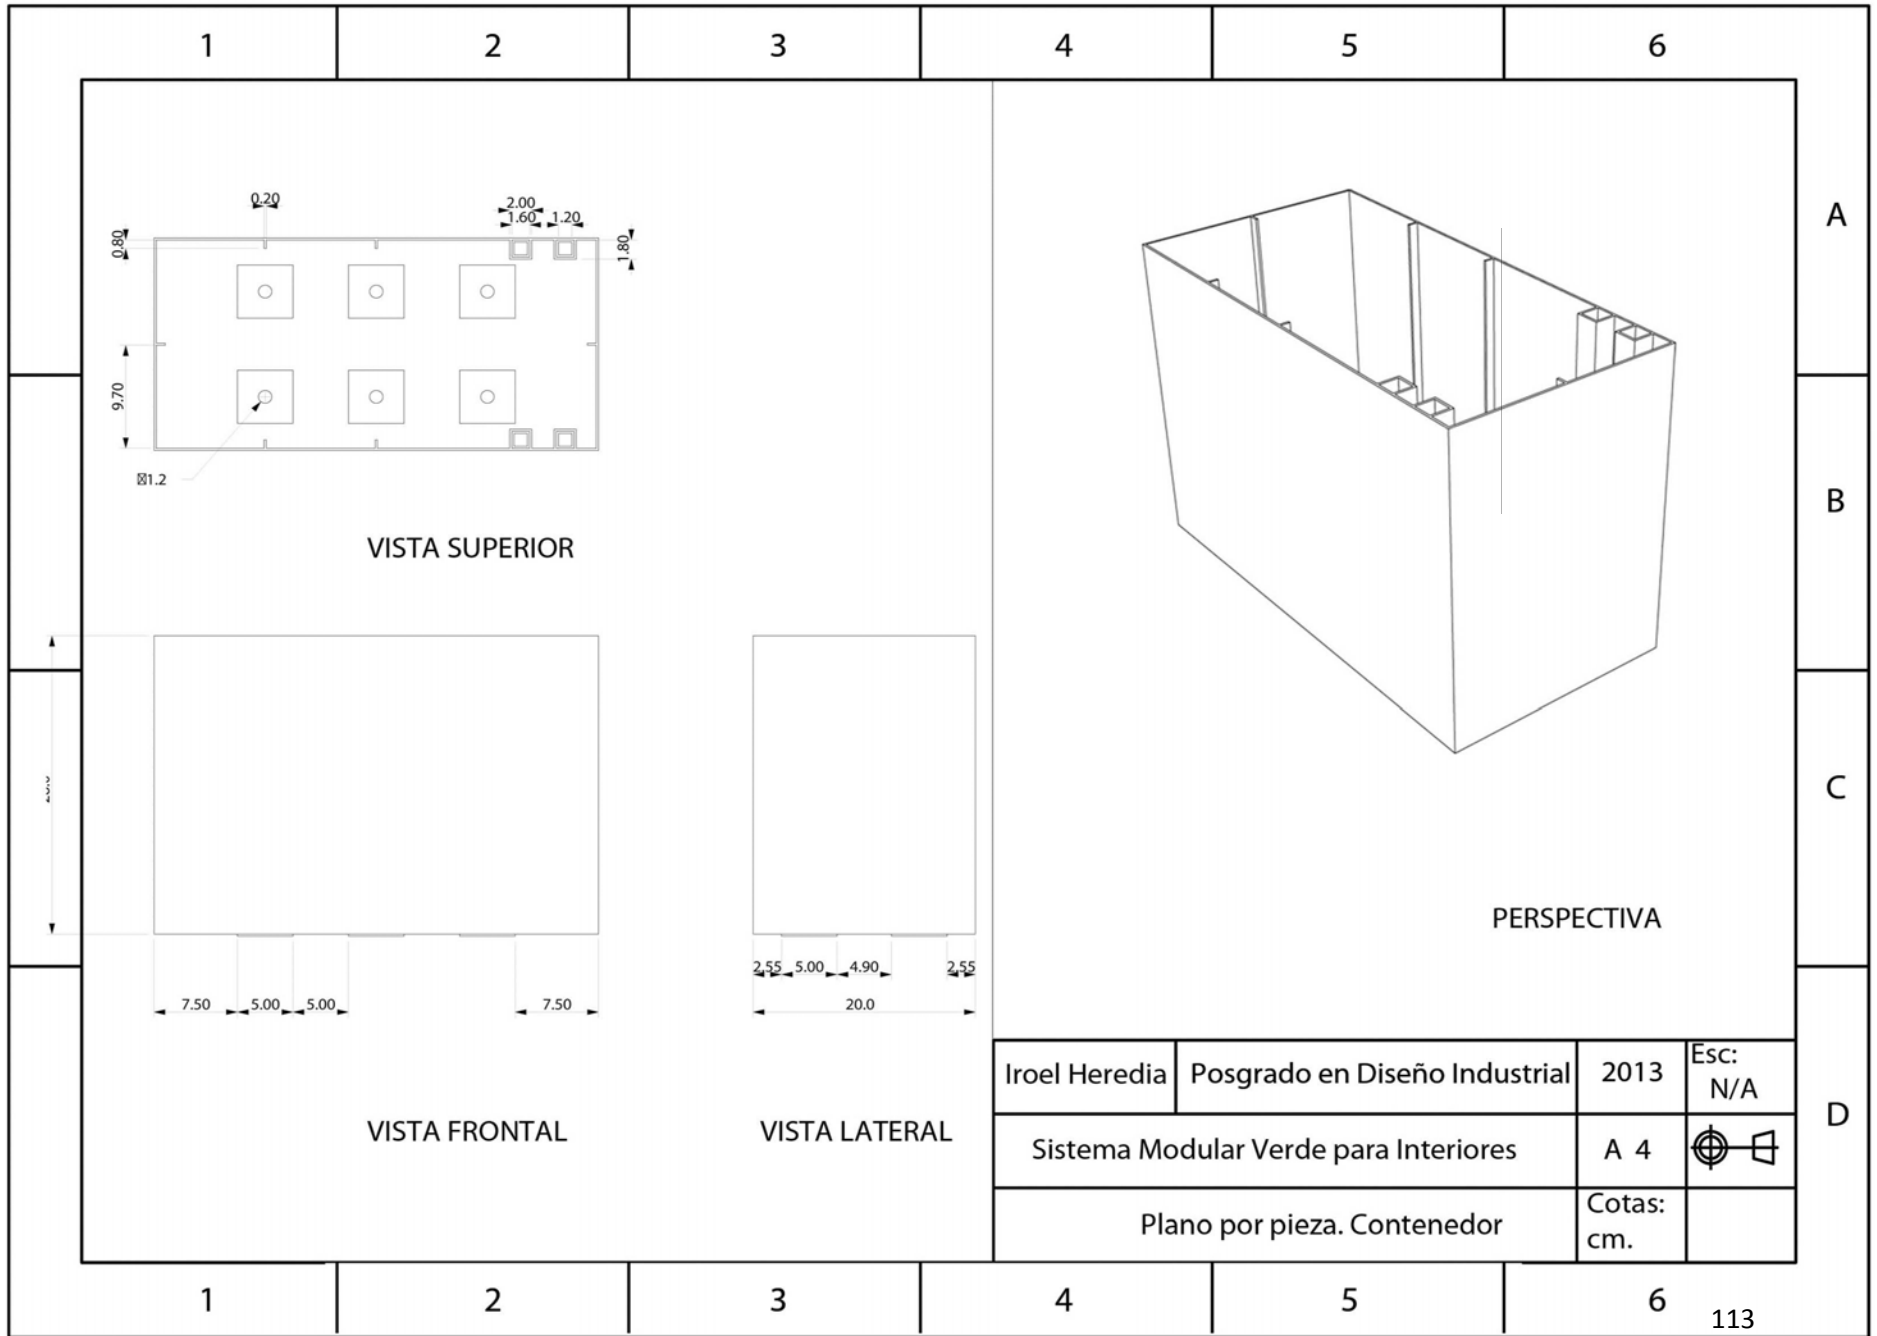 1 2 3 4 5 6
A
B
C
D
0.20
2.00
1.60 1.20
0.80
1.80
9.70
1.2
VISTA SUPERIOR
7.50 5.00 5.00 7.50
2.55 5.00 4.90 2.55
20.0
VISTA FRONTAL
VISTA LATERAL
PERSPECTIVA
Iroel Heredia Posgrado en Diseño Industrial 2013 Esc:
N/A
Sistema Modular Verde para Interiores A 4
Plano por pieza. Contenedor Cotas:
cm.
1 2 3 4 5 6
113